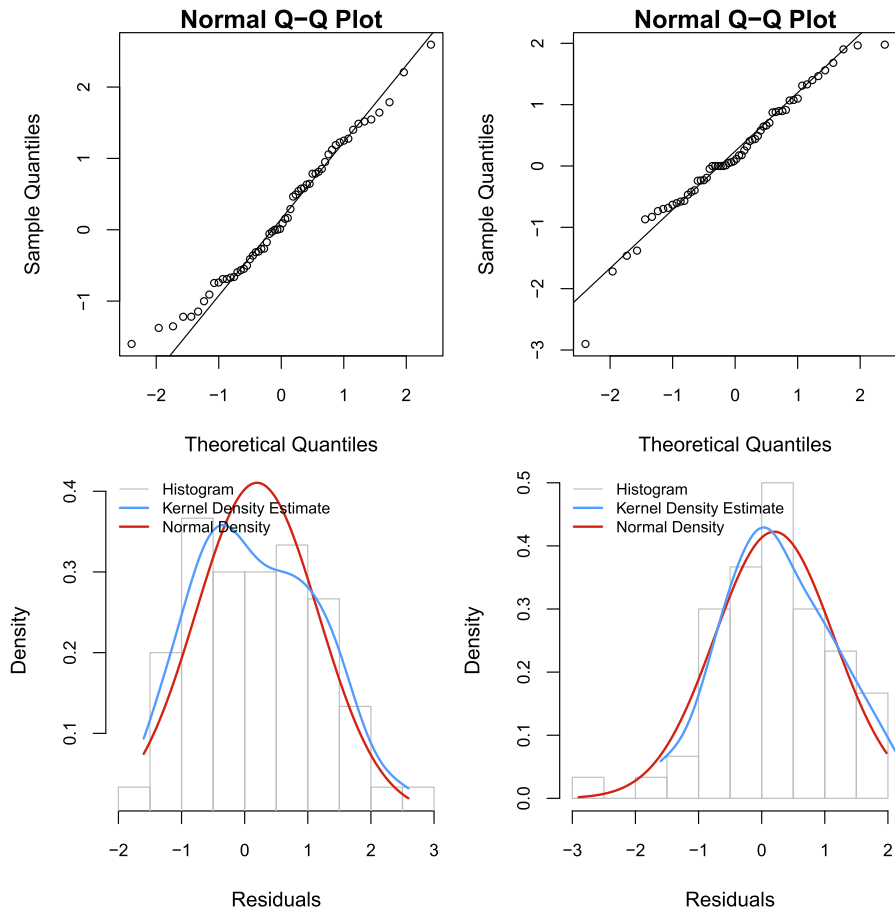 Normal Q−Q Plot
Sample Quantiles
2
1
0
−1
−2 −1 0 1 2
Theoretical Quantiles
Normal Q−Q Plot
Sample Quantiles
2
1
0
−1
−2
−3
−2 −1 0 1 2
Theoretical Quantiles
Histogram
Kernel Density Estimate
Normal Density
Density
0.4
0.3
0.2
0.1
−2 −1 0 1 2 3
Residuals
Histogram
Kernel Density Estimate
Normal Density
Density
0.5
0.4
0.3
0.2
0.1
0.0
−3 −2 −1 0 1 2
Residuals